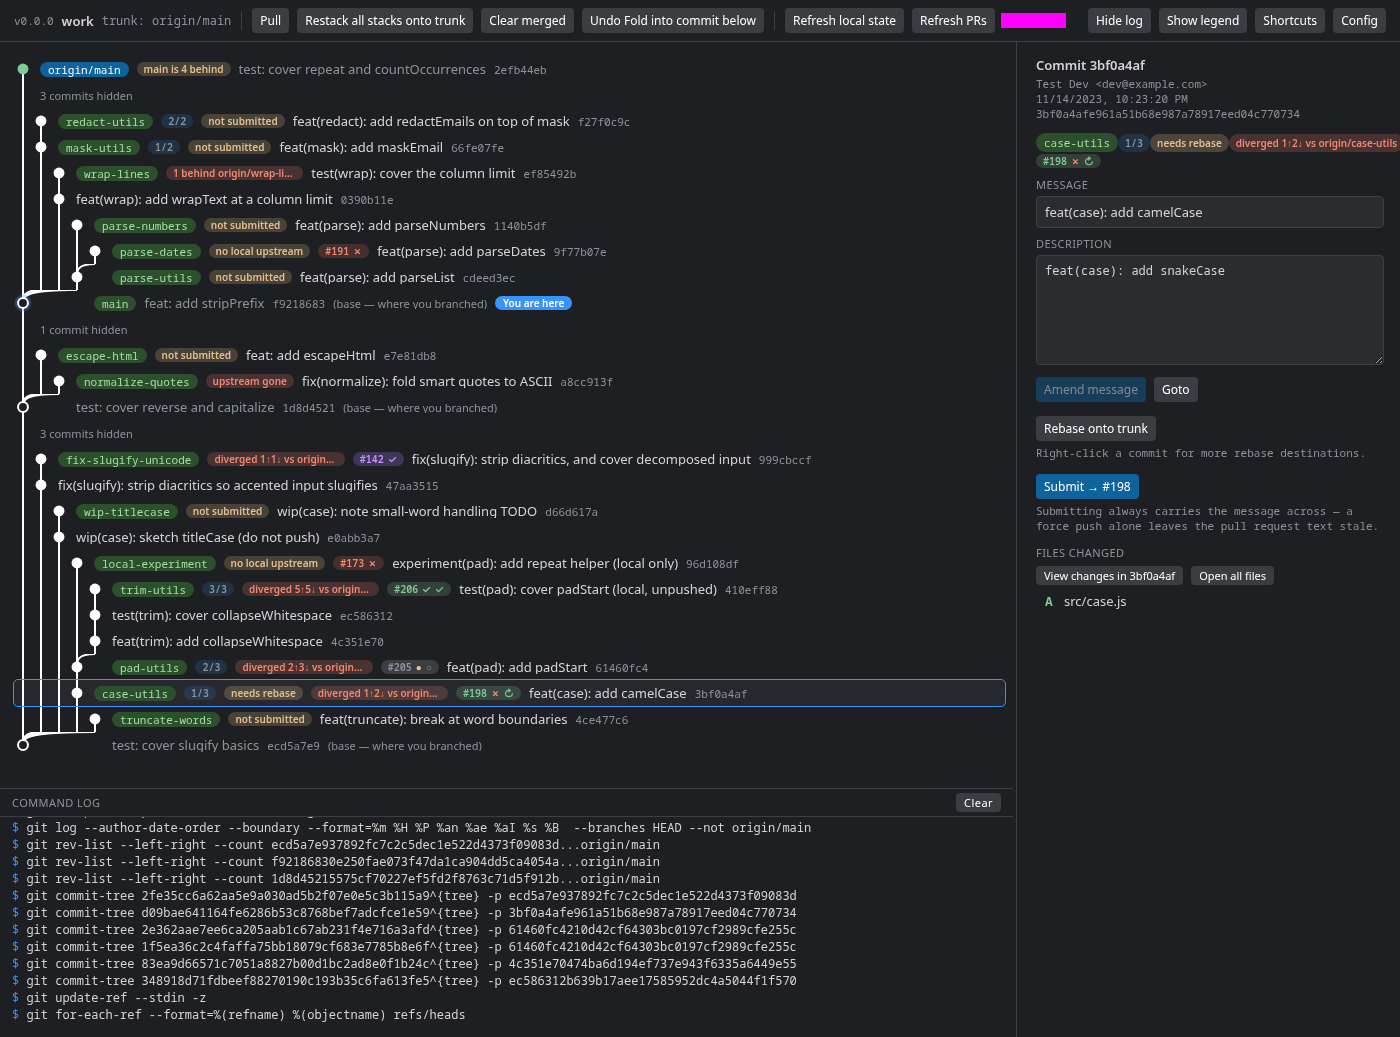 v0.0.0 work trunk: origin/main Pull Restack all stacks onto trunk Clear merged Undo Fold into commit below Refresh local state Refresh PRs Hide log Show legend Shortcuts Config
origin/main main is 4 behind test: cover repeat and countOccurrences 2efb44eb
3 commits hidden
redact-utils 2/2 not submitted feat(redact): add redactEmails on top of mask f27f0c9c
mask-utils 1/2 not submitted feat(mask): add maskEmail 66fe07fe
wrap-lines 1 behind origin/wrap-li... test(wrap): cover the column limit ef85492b
feat(wrap): add wrapText at a column limit 0390b11e
parse-numbers not submitted feat(parse): add parseNumbers 1140b5df
parse-dates no local upstream #191 × feat(parse): add parseDates 9f77b07e
parse-utils not submitted feat(parse): add parseList cdeed3ec
main feat: add stripPrefix f9218683 (base — where you branched) You are here
1 commit hidden
escape-html not submitted feat: add escapeHtml e7e81db8
normalize-quotes upstream gone fix(normalize): fold smart quotes to ASCII a8cc913f
test: cover reverse and capitalize 1d8d4521 (base — where you branched)
3 commits hidden
fix-slugify-unicode diverged 1↑1↓ vs origin... #142 ✓ fix(slugify): strip diacritics, and cover decomposed input 999cbccf
fix(slugify): strip diacritics so accented input slugifies 47aa3515
wip-titlecase not submitted wip(case): note small-word handling TODO d66d617a
wip(case): sketch titleCase (do not push) e0abb3a7
local-experiment no local upstream #173 × experiment(pad): add repeat helper (local only) 96d108df
trim-utils 3/3 diverged 5↑5↓ vs origin... #206 ✓ ✓ test(pad): cover padStart (local, unpushed) 410eff88
test(trim): cover collapseWhitespace ec586312
feat(trim): add collapseWhitespace 4c351e70
pad-utils 2/3 diverged 2↑3↓ vs origin... #205 ● ○ feat(pad): add padStart 61460fc4
case-utils 1/3 needs rebase diverged 1↑2↓ vs origin... #198 × ↻ feat(case): add camelCase 3bf0a4af
truncate-words not submitted feat(truncate): break at word boundaries 4ce477c6
test: cover slugify basics ecd5a7e9 (base — where you branched)
COMMAND LOG Clear
$ git log --author-date-order --boundary --format=%m %H %P %an %ae %aI %s %B --branches HEAD --not origin/main
$ git rev-list --left-right --count ecd5a7e937892fc7c2c5dec1e522d4373f09083d...origin/main
$ git rev-list --left-right --count f92186830e250fae073f47da1ca904dd5ca4054a...origin/main
$ git rev-list --left-right --count 1d8d45215575cf70227ef5fd2f8763c71d5f912b...origin/main
$ git commit-tree 2fe35cc6a62aa5e9a030ad5b2f07e0e5c3b115a9^{tree} -p ecd5a7e937892fc7c2c5dec1e522d4373f09083d
$ git commit-tree d09bae641164fe6286b53c8768bef7adcfce1e59^{tree} -p 3bf0a4afe961a51b68e987a78917eed04c770734
$ git commit-tree 2e362aae7ee6ca205aab1c67ab231f4e716a3afd^{tree} -p 61460fc4210d42cf64303bc0197cf2989cfe255c
$ git commit-tree 1f5ea36c2c4faffa75bb18079cf683e7785b8e6f^{tree} -p 61460fc4210d42cf64303bc0197cf2989cfe255c
$ git commit-tree 83ea9d66571c7051a8827b00d1bc2ad8e0f1b24c^{tree} -p 4c351e70474ba6d194ef737e943f6335a6449e55
$ git commit-tree 348918d71fdbeef88270190c193b35c6fa613fe5^{tree} -p ec586312b639b17aee17585952dc4a5044f1f570
$ git update-ref --stdin -z
$ git for-each-ref --format=%(refname) %(objectname) refs/heads
Commit 3bf0a4af
Test Dev <dev@example.com>
11/14/2023, 10:23:20 PM
3bf0a4afe961a51b68e987a78917eed04c770734
case-utils 1/3 needs rebase diverged 1↑2↓ vs origin/case-utils
#198 × ↻
MESSAGE
feat(case): add camelCase
DESCRIPTION
feat(case): add snakeCase
Amend message Goto
Rebase onto trunk
Right-click a commit for more rebase destinations.
Submit → #198
Submitting always carries the message across — a
force push alone leaves the pull request text stale.
FILES CHANGED
View changes in 3bf0a4af Open all files
A src/case.js